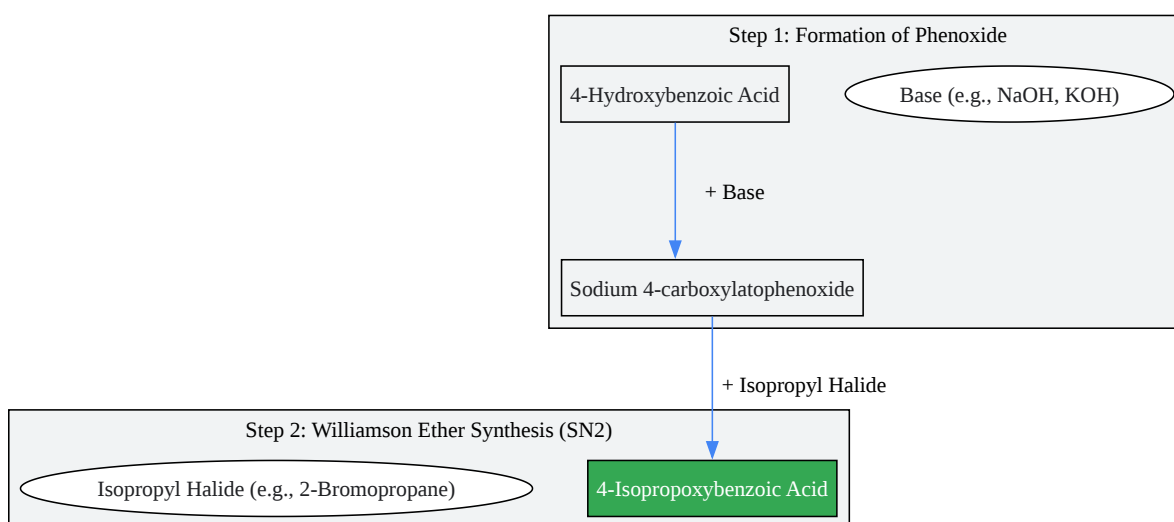 Step 1: Formation of Phenoxide
4-Hydroxybenzoic Acid
Base (e.g., NaOH, KOH)
+ Base
Sodium 4-carboxylatophenoxide
+ Isopropyl Halide
Step 2: Williamson Ether Synthesis (SN2)
Isopropyl Halide (e.g., 2-Bromopropane)
4-Isopropoxybenzoic Acid